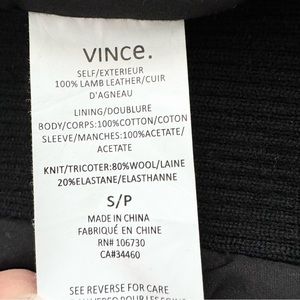 VINCE.
SELF/EXTERIEUR
100% LAMB LEATHER/CUIR
D'AGNEAU
LINING/DOUBLURE
BODY/CORPS:100%COTTON/COTON
SLEEVE/MANCHES:100%ACETATE/
ACETATE
KNIT/TRICOTER:80%WOOL/LAINE
20%ELASTANE/ELASTHANNE
S/P
MADE IN CHINA
FABRIQUÉ EN CHINE
RN# 106730
CA#34460
SEE REVERSE FOR CARE